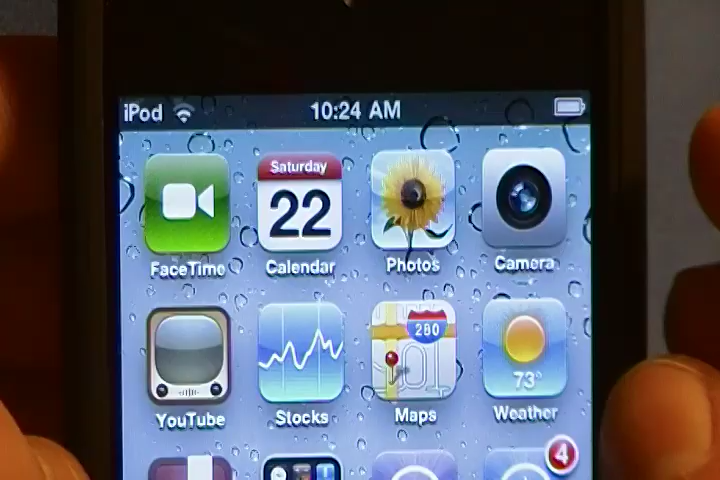 iPod 10:24 AM
Saturday
22
FaceTime Calendar Photos Camera
280
73°
YouTube Stocks Maps Weather
4